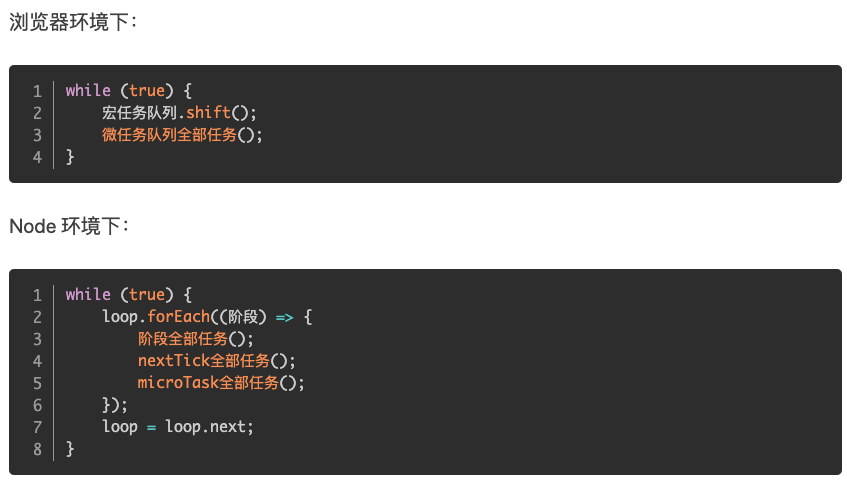 浏览器环境下：
1 while (true) {
2     宏任务队列.shift();
3     微任务队列全部任务();
4 }
Node 环境下：
1 while (true) {
2     loop.forEach((阶段) => {
3         阶段全部任务();
4         nextTick全部任务();
5         microTask全部任务();
6     });
7     loop = loop.next;
8 }